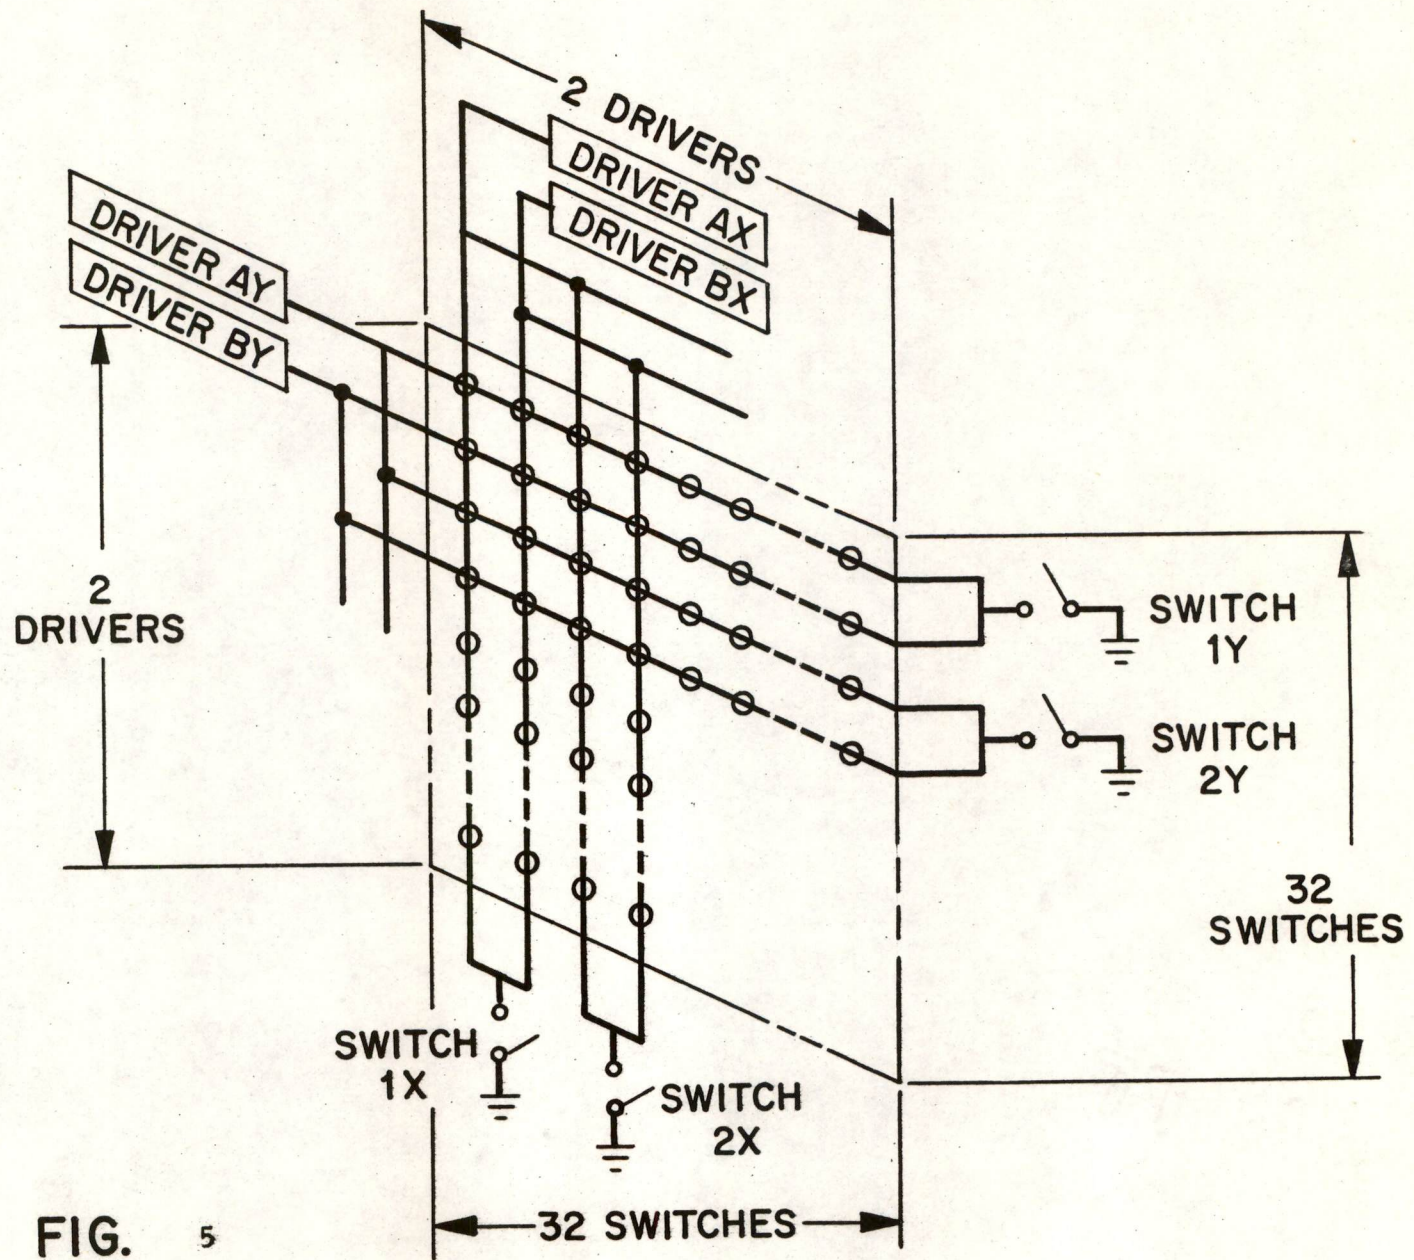 2 DRIVERS
DRIVER AX
DRIVER BX
DRIVER AY
DRIVER BY
2
DRIVERS
SWITCH
1Y
SWITCH
2Y
32
SWITCHES
SWITCH
1X
SWITCH
2X
32 SWITCHES
FIG. 5